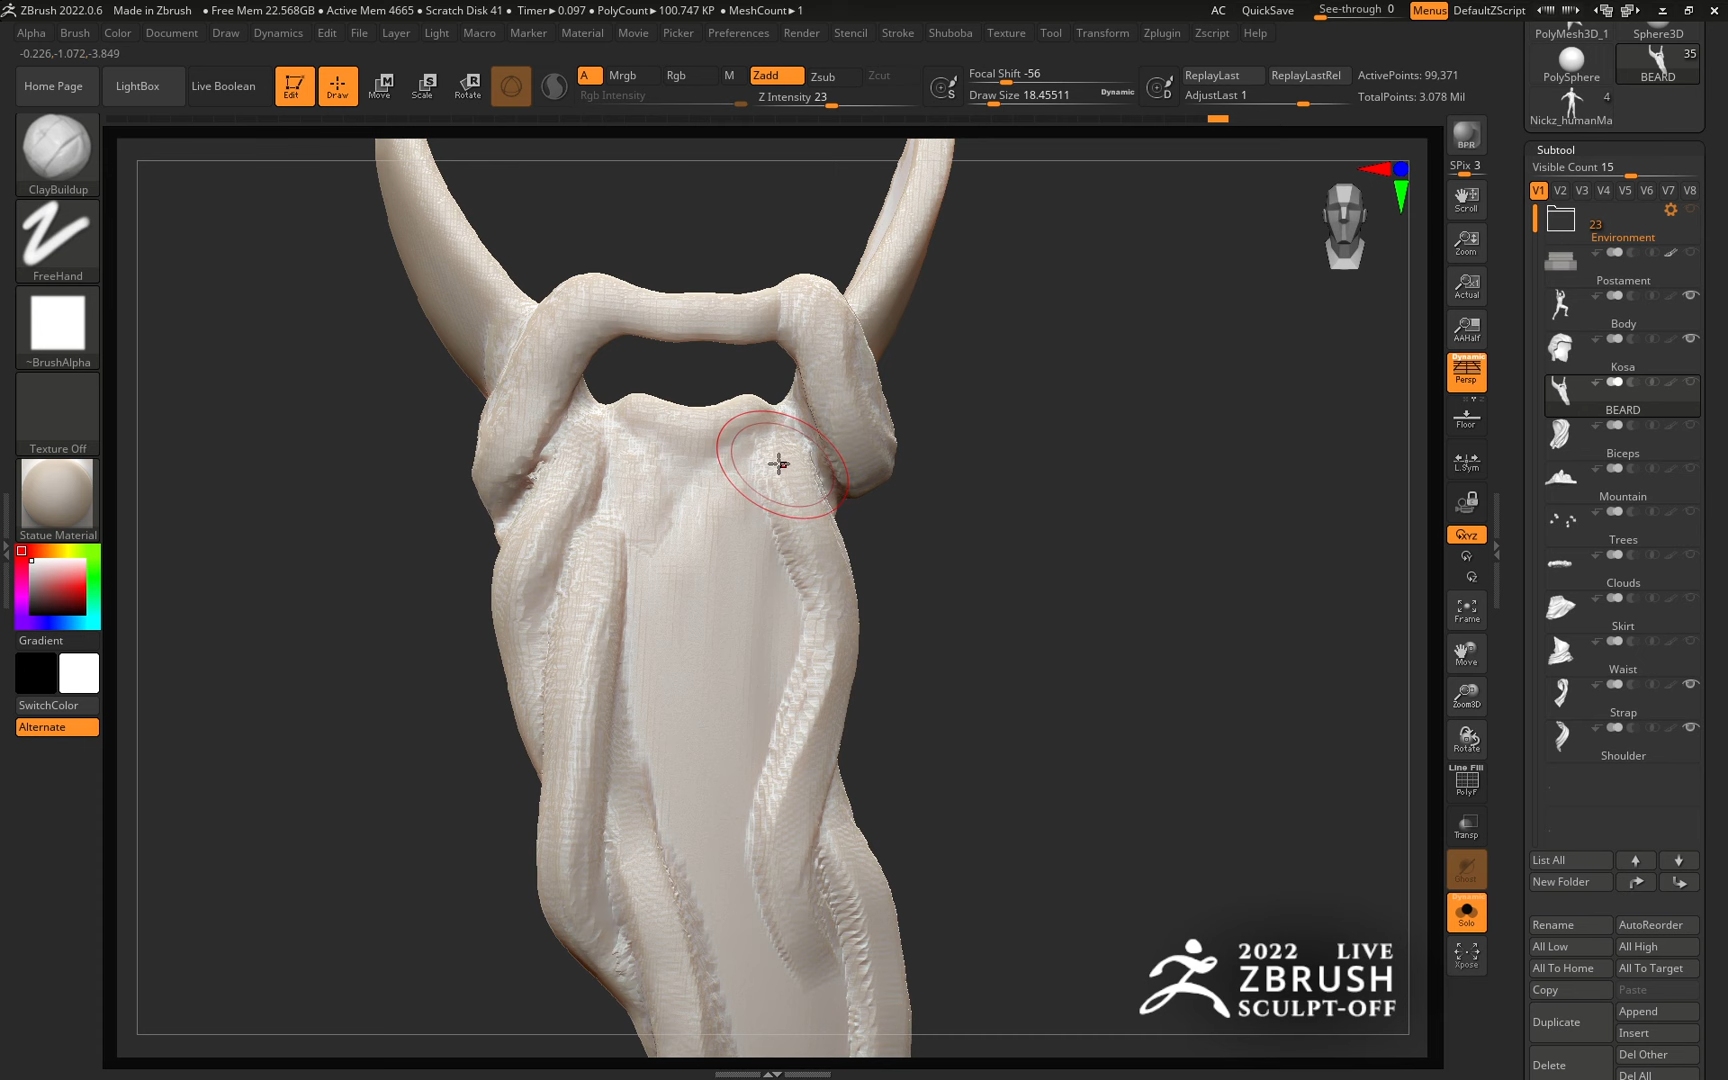 ZBrush 2022.0.6 Made in Zbrush • Free Mem 22.568GB • Active Mem 4665 • Scratch Disk 41 • Timer►0.097 • PolyCount►100.747 KP • MeshCount►1 AC QuickSave See-through 0 Menus DefaultZScript
Alpha Brush Color Document Draw Dynamics Edit File Layer Light Macro Marker Material Movie Picker Preferences Render Shuboba Stencil Stroke Texture Tool Transform Zplugin Zscript Help
-0.226,-1.072,-3.849
Home Page LightBox Live Boolean Edit Draw Move Scale Rotate
A Mrgb Rgb M Zadd Zsub Zcut
Rgb Intensity Z Intensity 23
S Focal Shift -56
Draw Size 18.45511 Dynamic
D ReplayLast ReplayLastRel ActivePoints: 99,371
AdjustLast 1 TotalPoints: 3.078 Mil
ClayBuildup
FreeHand
~BrushAlpha
Texture Off
Statue Material
Gradient
SwitchColor
Alternate
2022 LIVE
ZBRUSH
SCULPT-OFF
BPR
SPix 3
Scroll
Zoom
Actual
AAHalf
Dynamic
Persp
Floor
L.Sym
XYZ
Frame
Move
Zoom3D
Rotate
Line Fill
PolyF
Transp
Ghost
Dynamic
Solo
Xpose
PolyMesh3D_1 Sphere3D
35
PolySphere BEARD
4
Nickz_humanMa
Subtool
Visible Count 15
V1 V2 V3 V4 V5 V6 V7 V8
23
Environment
Postament
Body
Kosa
BEARD
Biceps
Mountain
Trees
Clouds
Skirt
Waist
Strap
Shoulder
List All
New Folder
Rename AutoReorder
All Low All High
All To Home All To Target
Copy Paste
Duplicate Append
Insert
Delete Del Other
Del All